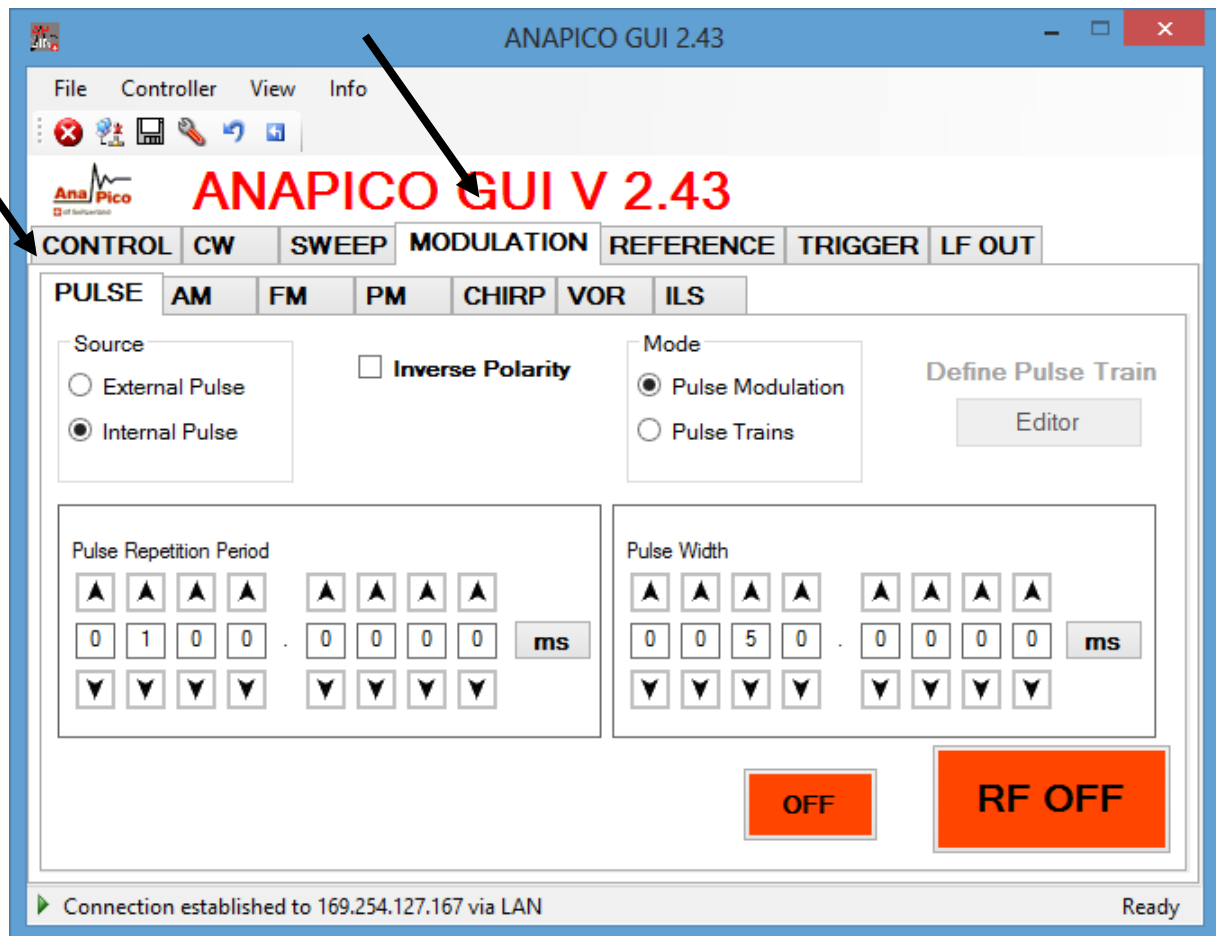 ANAPICO GUI 2.43
File Controller View Info
Ana Pico
ANAPICO GUI V 2.43
CONTROL CW SWEEP MODULATION REFERENCE TRIGGER LF OUT
PULSE AM FM PM CHIRP VOR ILS
Source
External Pulse
Internal Pulse
Inverse Polarity
Mode
Pulse Modulation
Pulse Trains
Define Pulse Train
Editor
Pulse Repetition Period
0 1 0 0 . 0 0 0 0 ms
Pulse Width
0 0 5 0 . 0 0 0 0 ms
OFF
RF OFF
Connection established to 169.254.127.167 via LAN
Ready